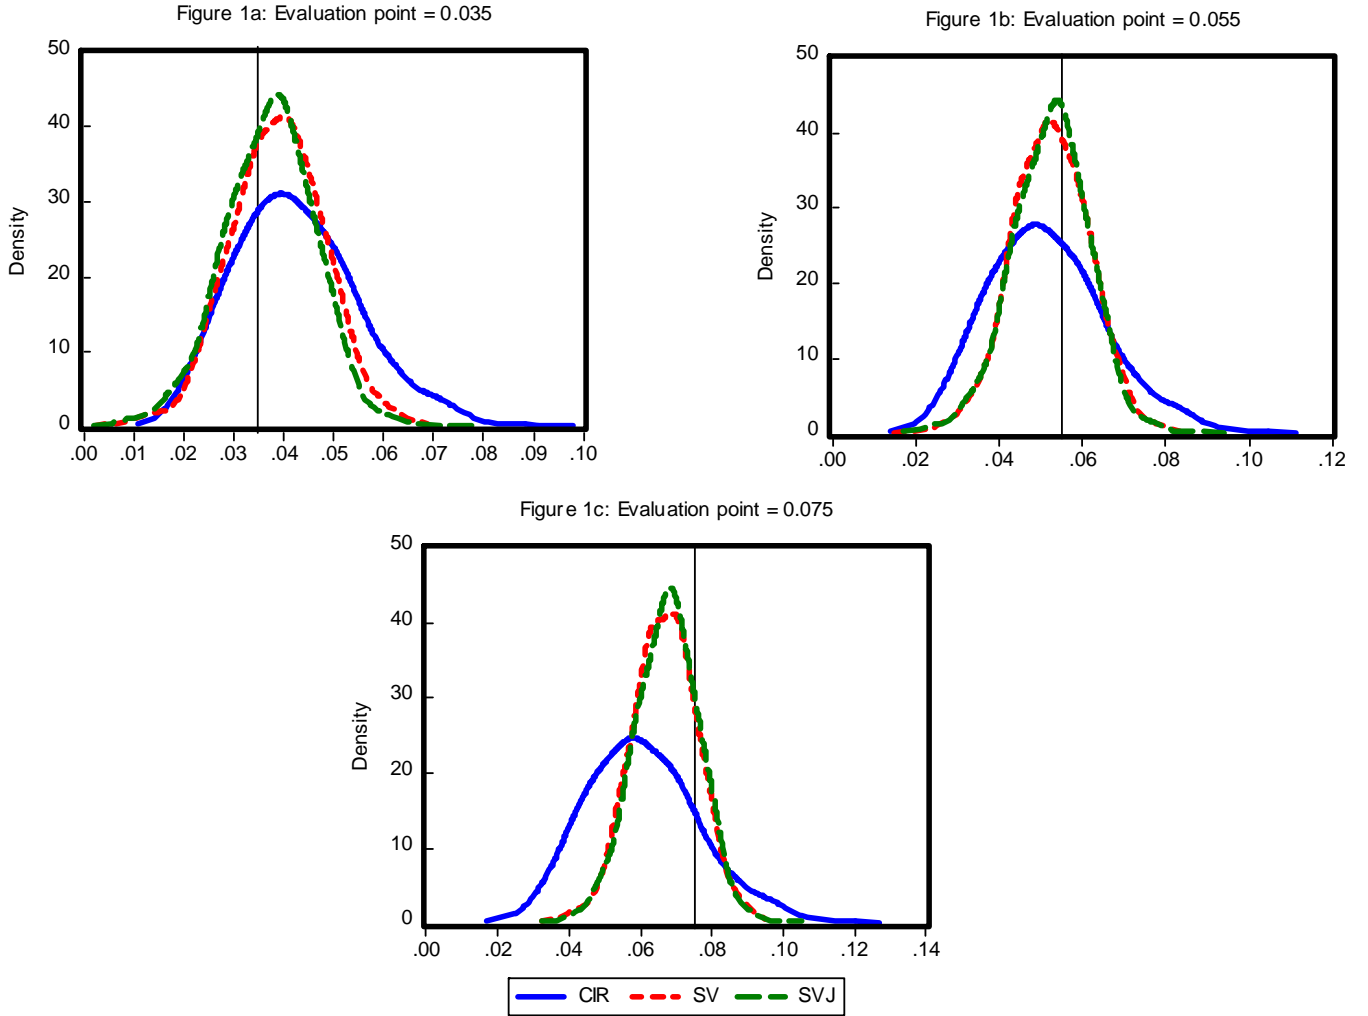 Figure 1a: Evaluation point = 0.035
50
40
30
20
10
0
Density
.00 .01 .02 .03 .04 .05 .06 .07 .08 .09 .10
Figure 1b: Evaluation point = 0.055
50
40
30
20
10
0
Density
.00 .02 .04 .06 .08 .10 .12
Figure 1c: Evaluation point = 0.075
50
40
30
20
10
0
Density
.00 .02 .04 .06 .08 .10 .12 .14
CIR SV SVJ